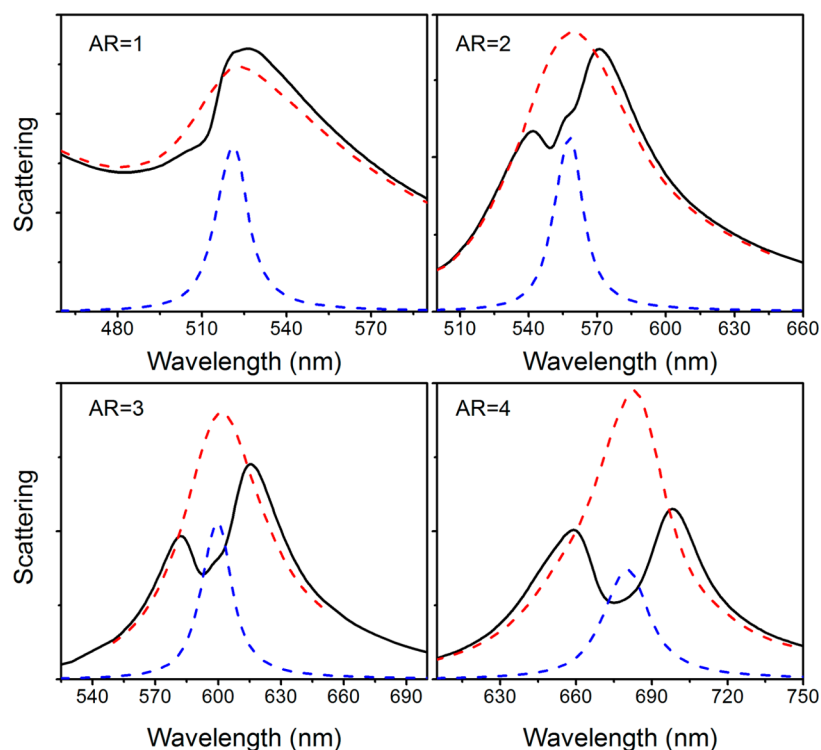 AR=1
Scattering
480 510 540 570
Wavelength (nm)
AR=2
510 540 570 600 630 660
Wavelength (nm)
AR=3
Scattering
540 570 600 630 660 690
Wavelength (nm)
AR=4
630 660 690 720 750
Wavelength (nm)